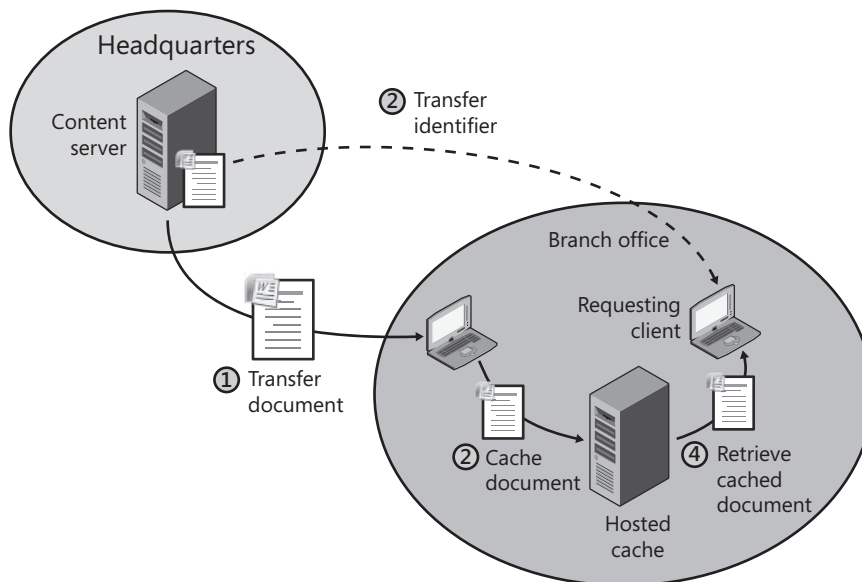 Headquarters
Content
server
② Transfer
identifier
Branch office
Requesting
client
W
① Transfer
document
② Cache
document
④ Retrieve
cached
document
Hosted
cache